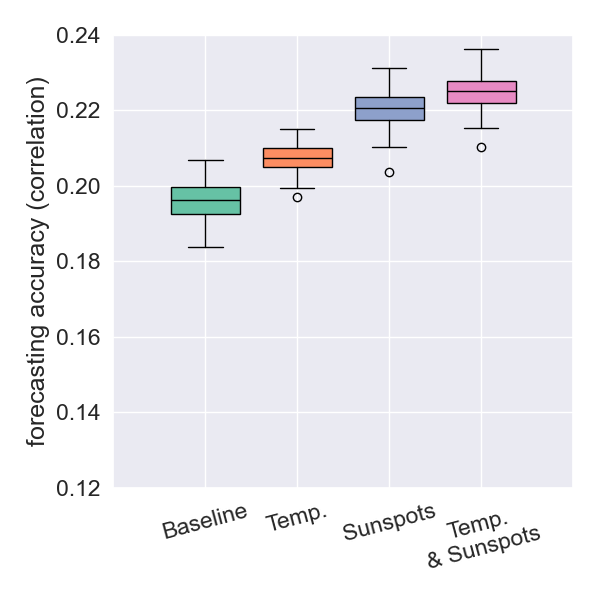 0.24
0.22
0.20
0.18
0.16
0.14
0.12
forecasting accuracy (correlation)
Baseline
Temp.
Sunspots
Temp.
& Sunspots